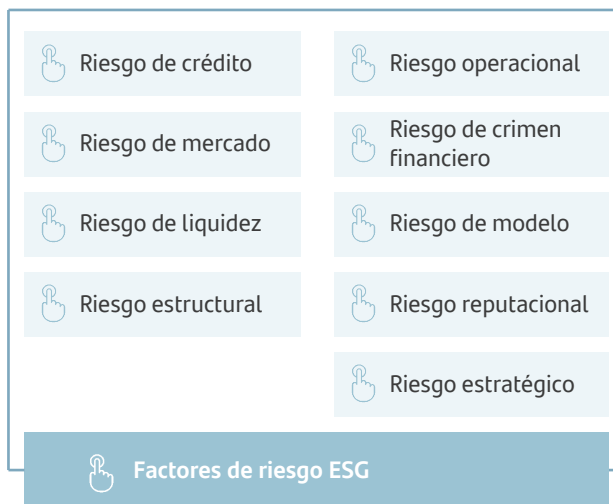 Riesgo de crédito
Riesgo de mercado
Riesgo de liquidez
Riesgo estructural
Riesgo operacional
Riesgo de crimen
financiero
Riesgo de modelo
Riesgo reputacional
Riesgo estratégico
Factores de riesgo ESG